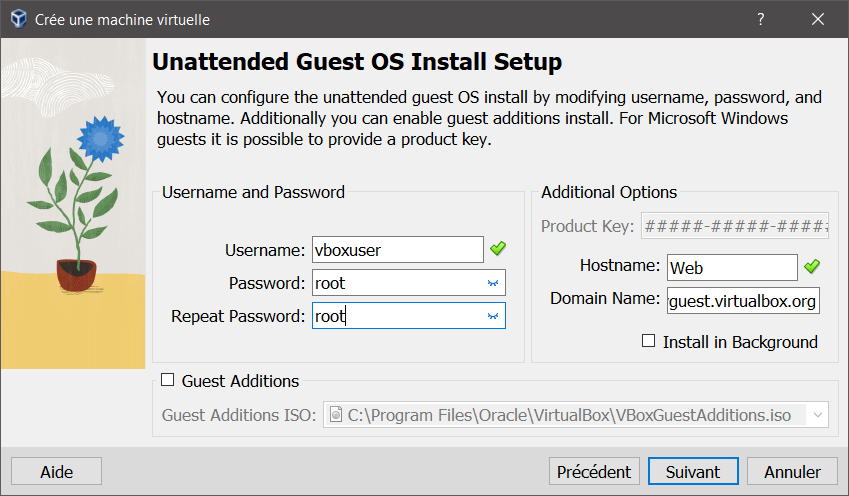 Crée une machine virtuelle
?
Unattended Guest OS Install Setup
You can configure the unattended guest OS install by modifying username, password, and
hostname. Additionally you can enable guest additions install. For Microsoft Windows
guests it is possible to provide a product key.
Username and Password
Username: vboxuser
Password: root
Repeat Password: root
Additional Options
Product Key: #####-#####-####
Hostname: Web
Domain Name: guest.virtualbox.org
Install in Background
Guest Additions
Guest Additions ISO: C:\Program Files\Oracle\VirtualBox\VBoxGuestAdditions.iso
Aide
Précédent
Suivant
Annuler